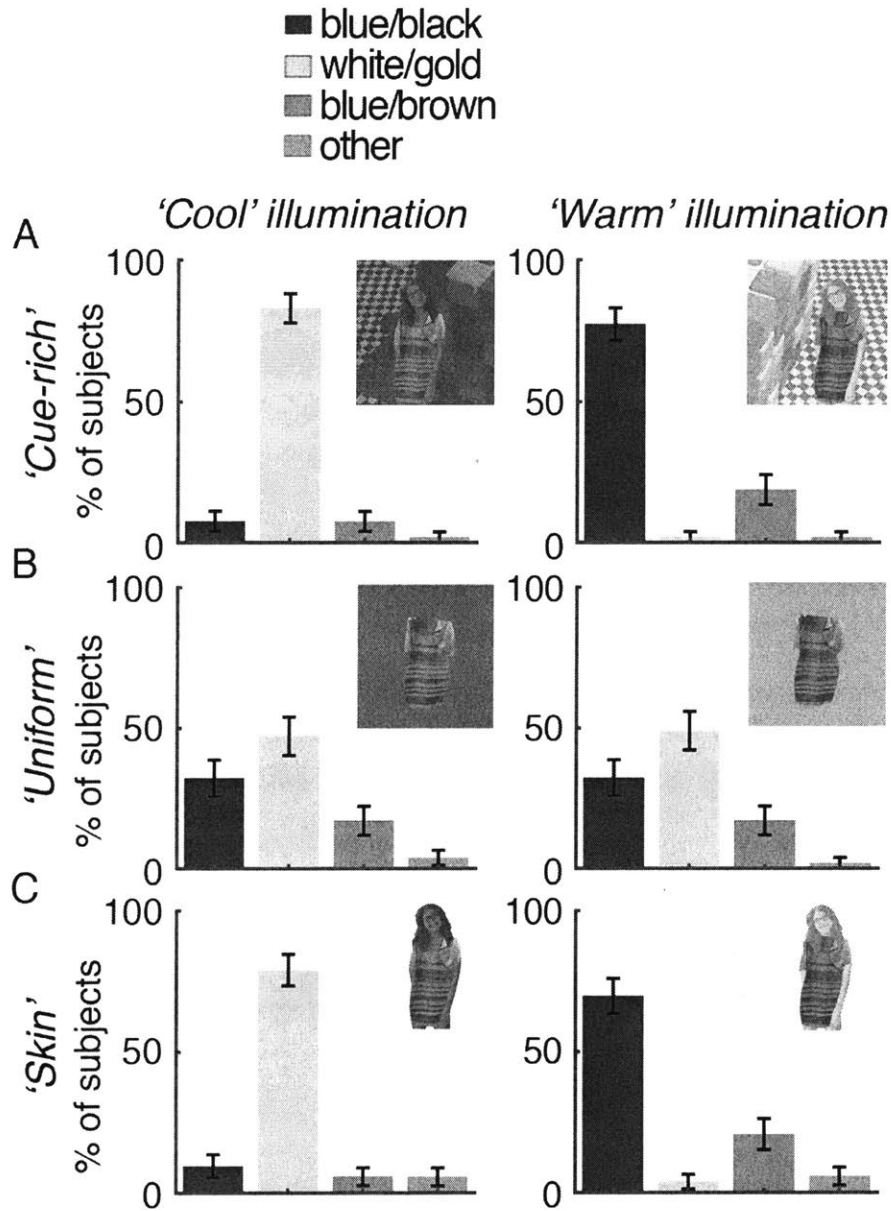 blue/black
white/gold
blue/brown
other
'Cool' illumination
'Warm' illumination
A
'Cue-rich'
% of subjects
100
50
0
100
50
0
B
'Uniform'
% of subjects
100
50
0
100
50
0
C
'Skin'
% of subjects
100
50
0
100
50
0